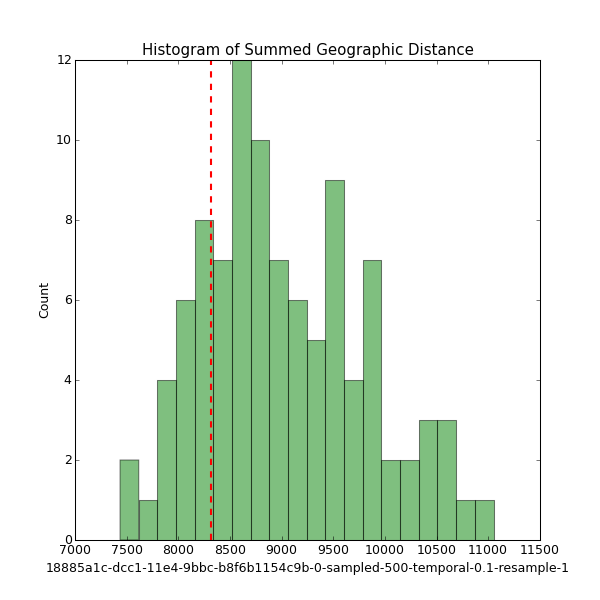 Histogram of Summed Geographic Distance
12
10
8
6
4
2
0
Count
7000 7500 8000 8500 9000 9500 10000 10500 11000 11500
18885a1c-dcc1-11e4-9bbc-b8f6b1154c9b-0-sampled-500-temporal-0.1-resample-1